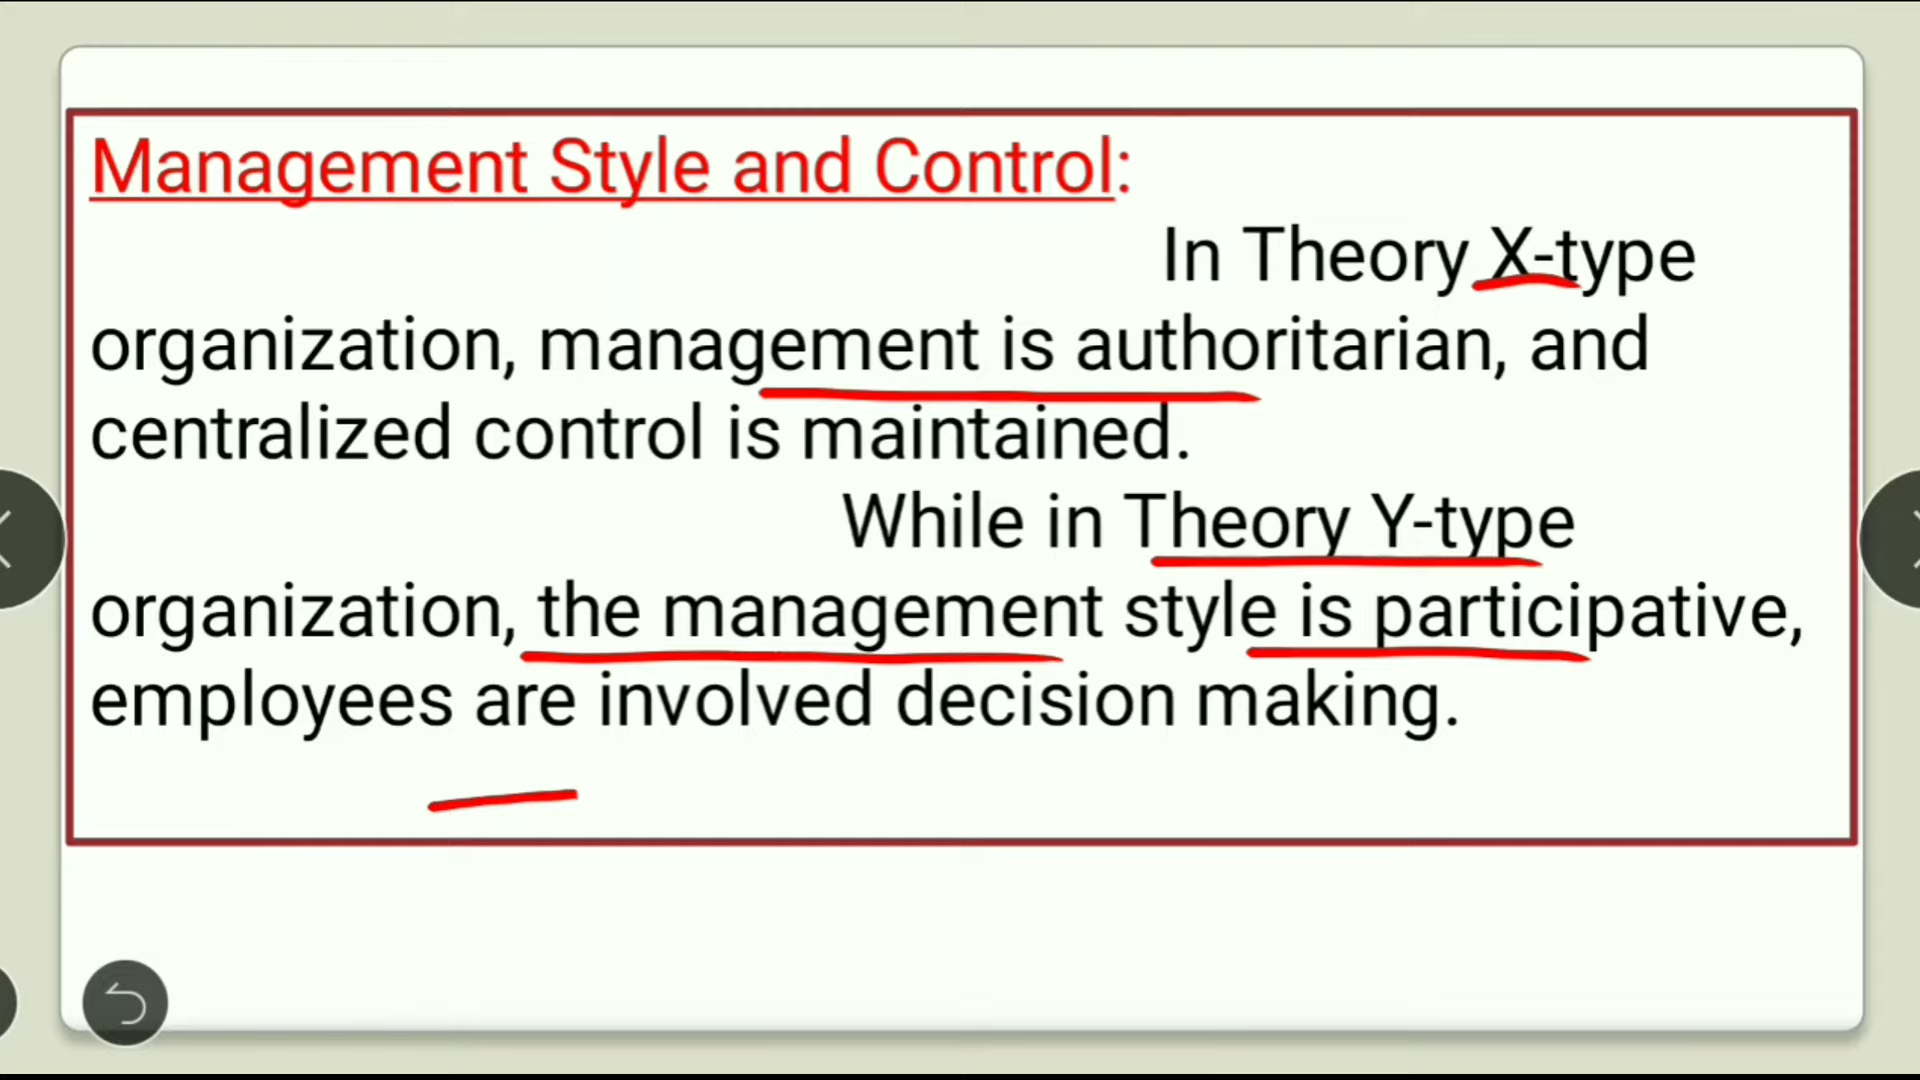 Management Style and Control:
In Theory X-type
organization, management is authoritarian, and
centralized control is maintained.
While in Theory Y-type
organization, the management style is participative,
employees are involved decision making.